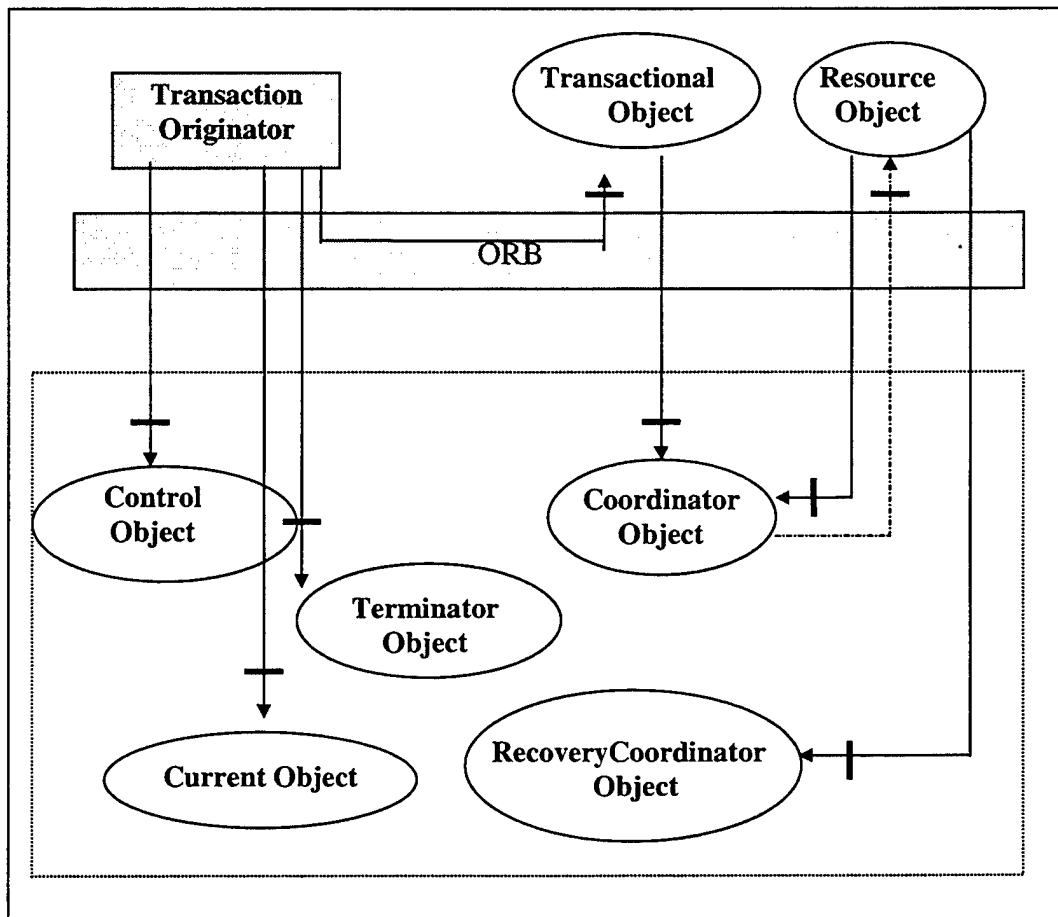 Transaction
Originator
Transactional
Object
Resource
Object
ORB
Control
Object
Coordinator
Object
Terminator
Object
Current Object
RecoveryCoordinator
Object